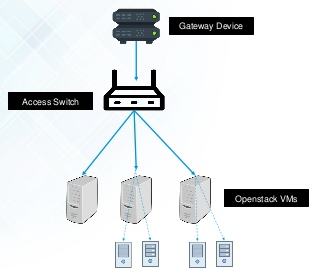 Gateway Device
Access Switch
Openstack VMs